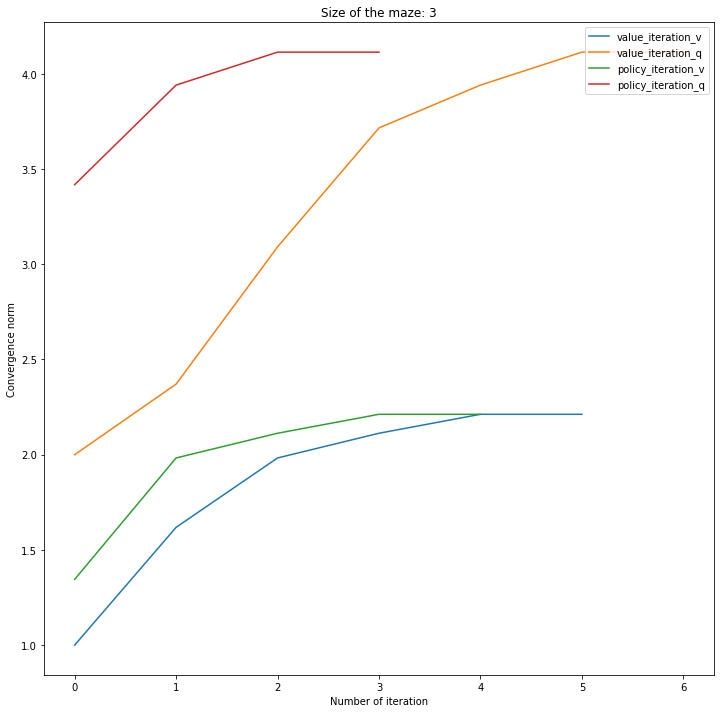 Size of the maze: 3
value_iteration_v
value_iteration_q
policy_iteration_v
policy_iteration_q
Convergence norm
4.0
3.5
3.0
2.5
2.0
1.5
1.0
0 1 2 3 4 5 6
Number of iteration